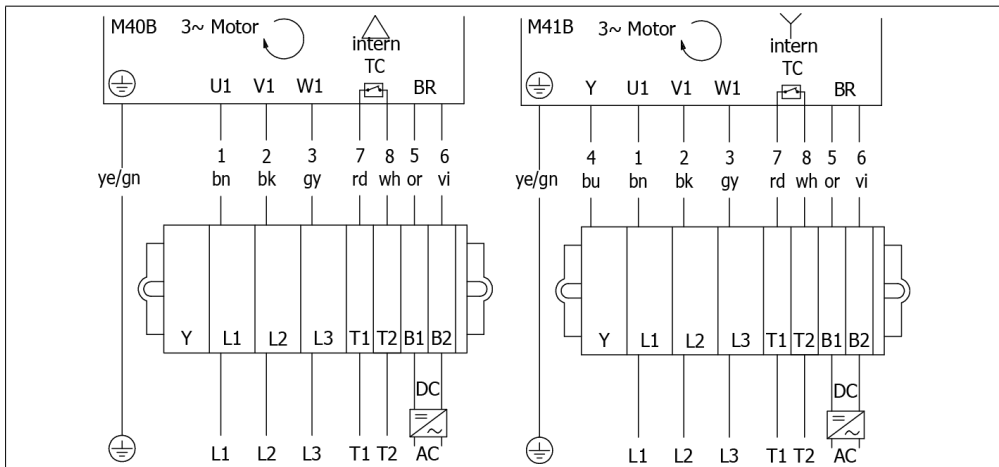 M40B 3~ Motor
intern
TC
U1 V1 W1 BR
1 2 3 7 8 5 6
ye/gn bn bk gy rd wh or vi
Y L1 L2 L3 T1 T2 B1 B2
DC
= ~
L1 L2 L3 T1 T2 AC
M41B 3~ Motor
intern
TC
Y U1 V1 W1 BR
4 1 2 3 7 8 5 6
ye/gn bu bn bk gy rd wh or vi
Y L1 L2 L3 T1 T2 B1 B2
DC
= ~
L1 L2 L3 T1 T2 AC